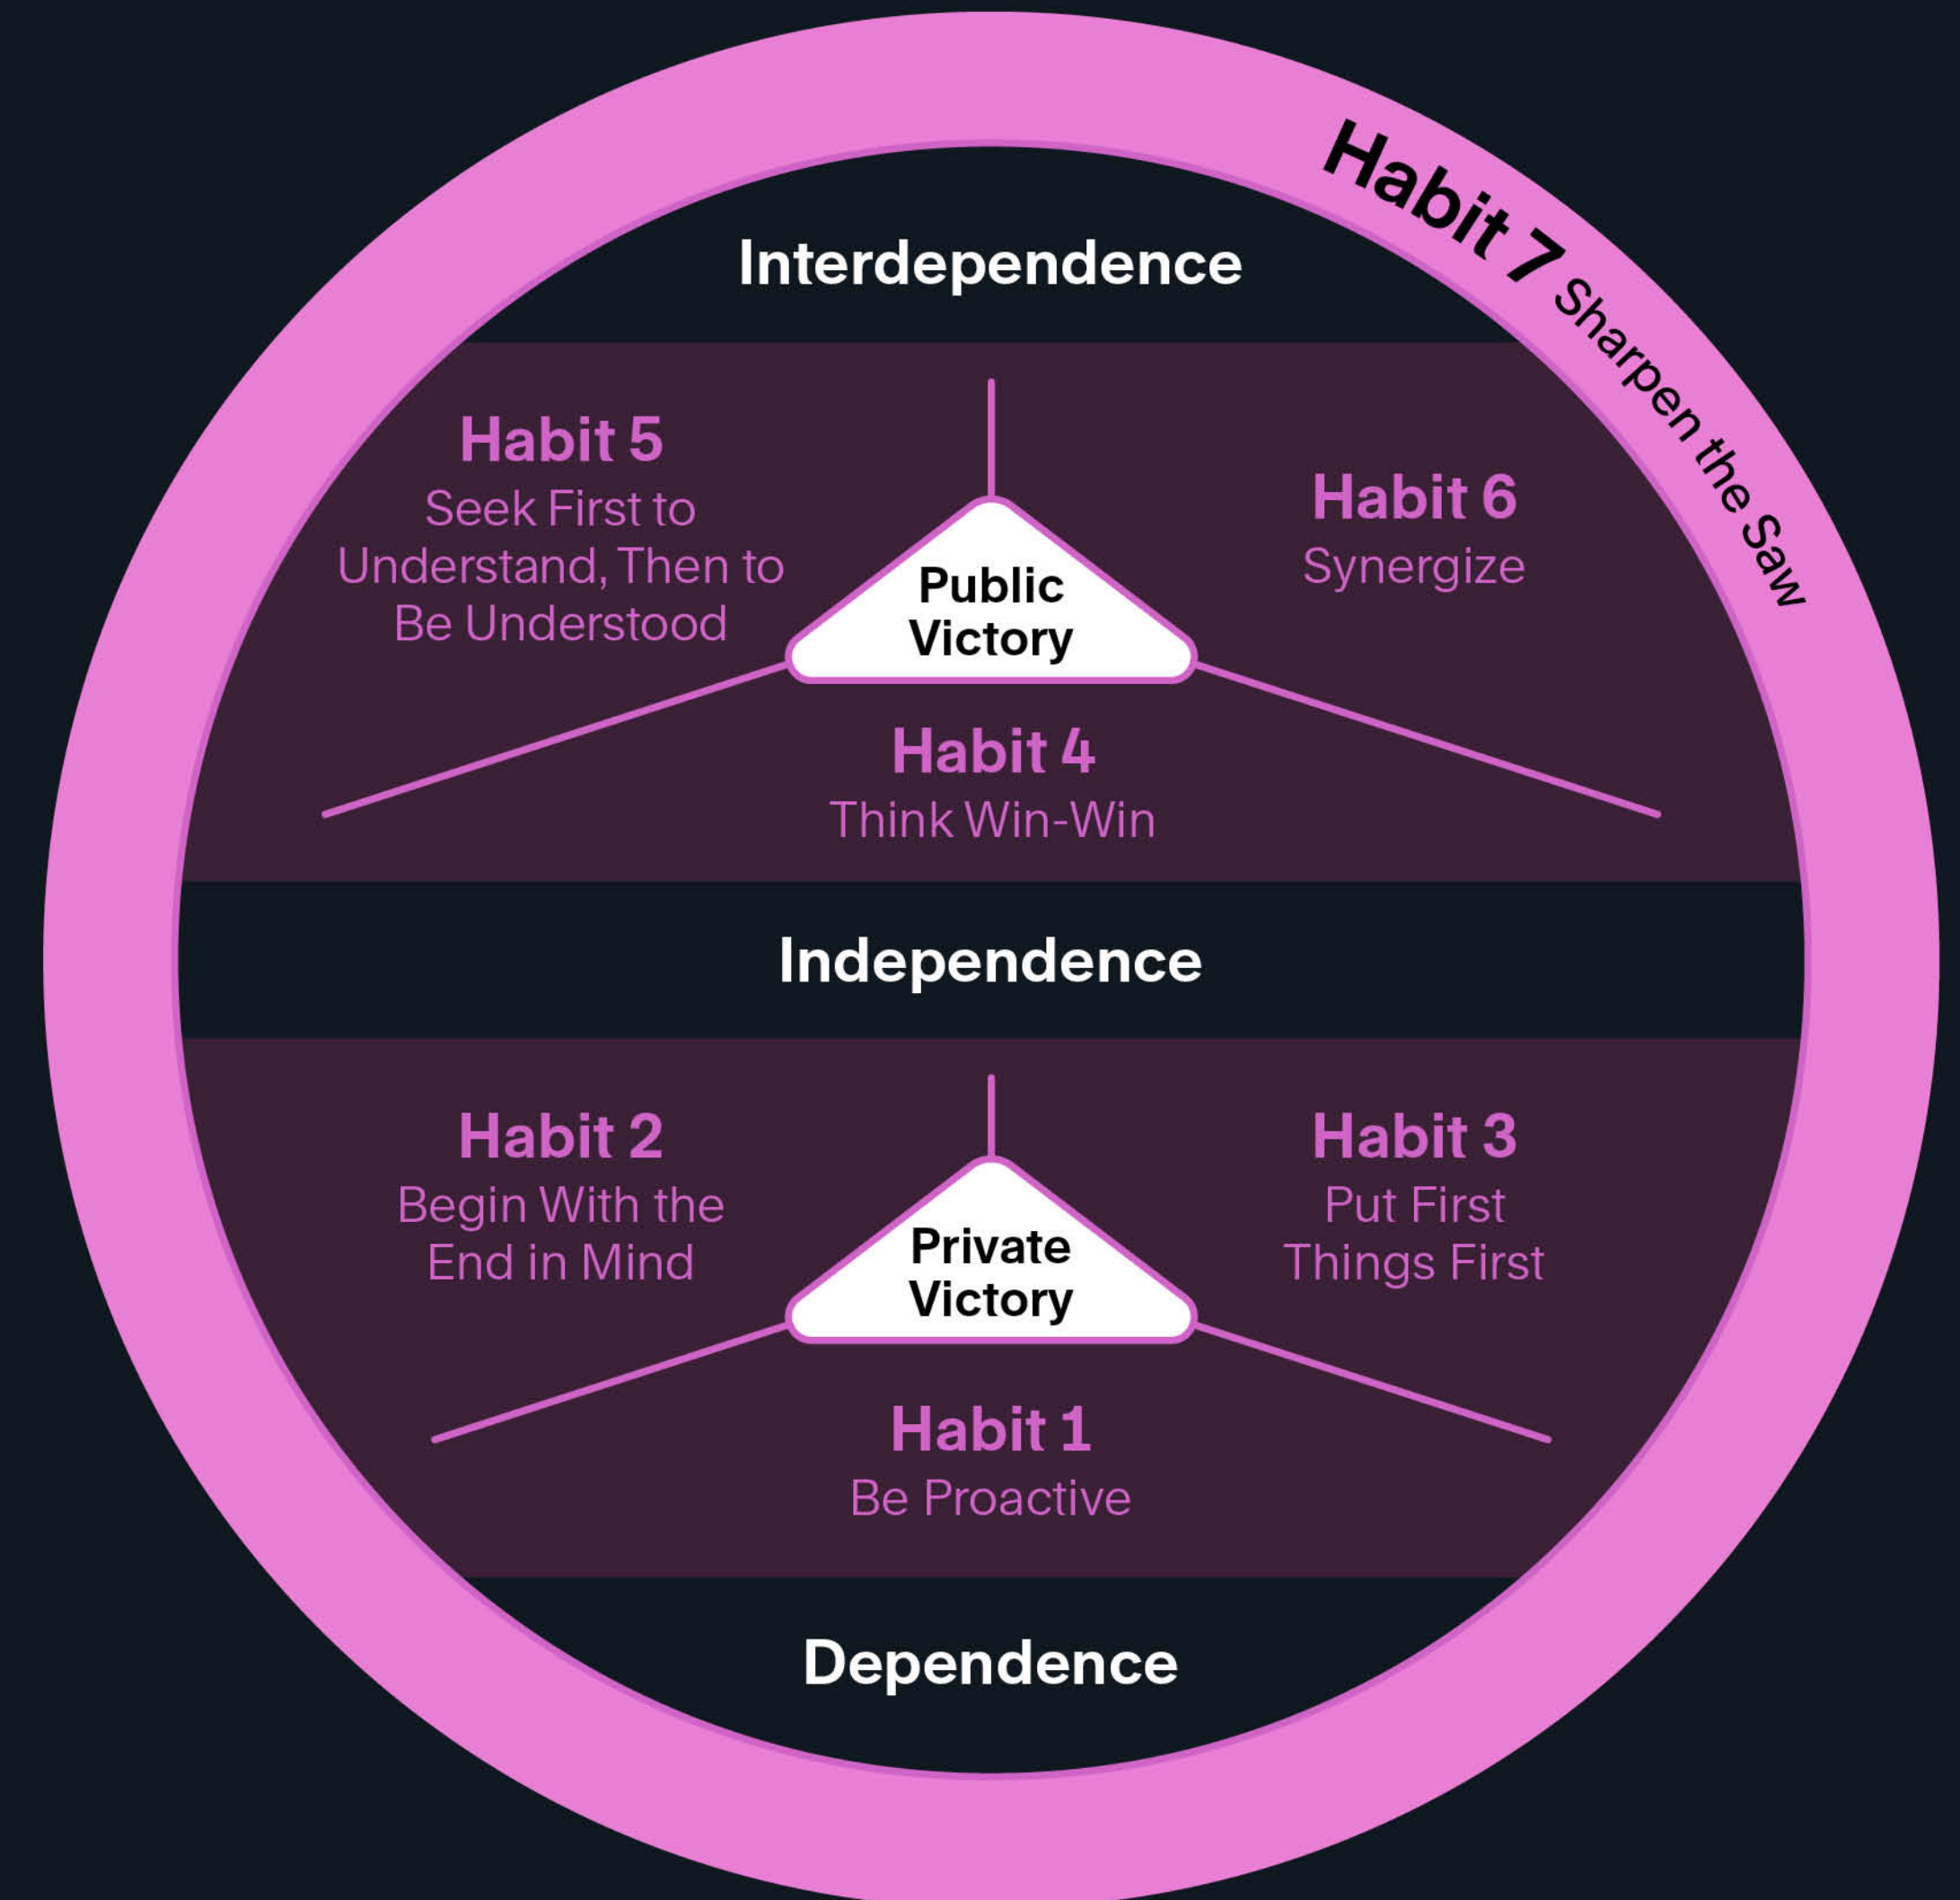 Habit 7 Sharpen the Saw
Interdependence
Habit 5
Seek First to
Understand, Then to
Be Understood
Habit 6
Synergize
Public
Victory
Habit 4
Think Win-Win
Independence
Habit 2
Begin With the
End in Mind
Habit 3
Put First
Things First
Private
Victory
Habit 1
Be Proactive
Dependence